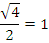 √4/2 = 1